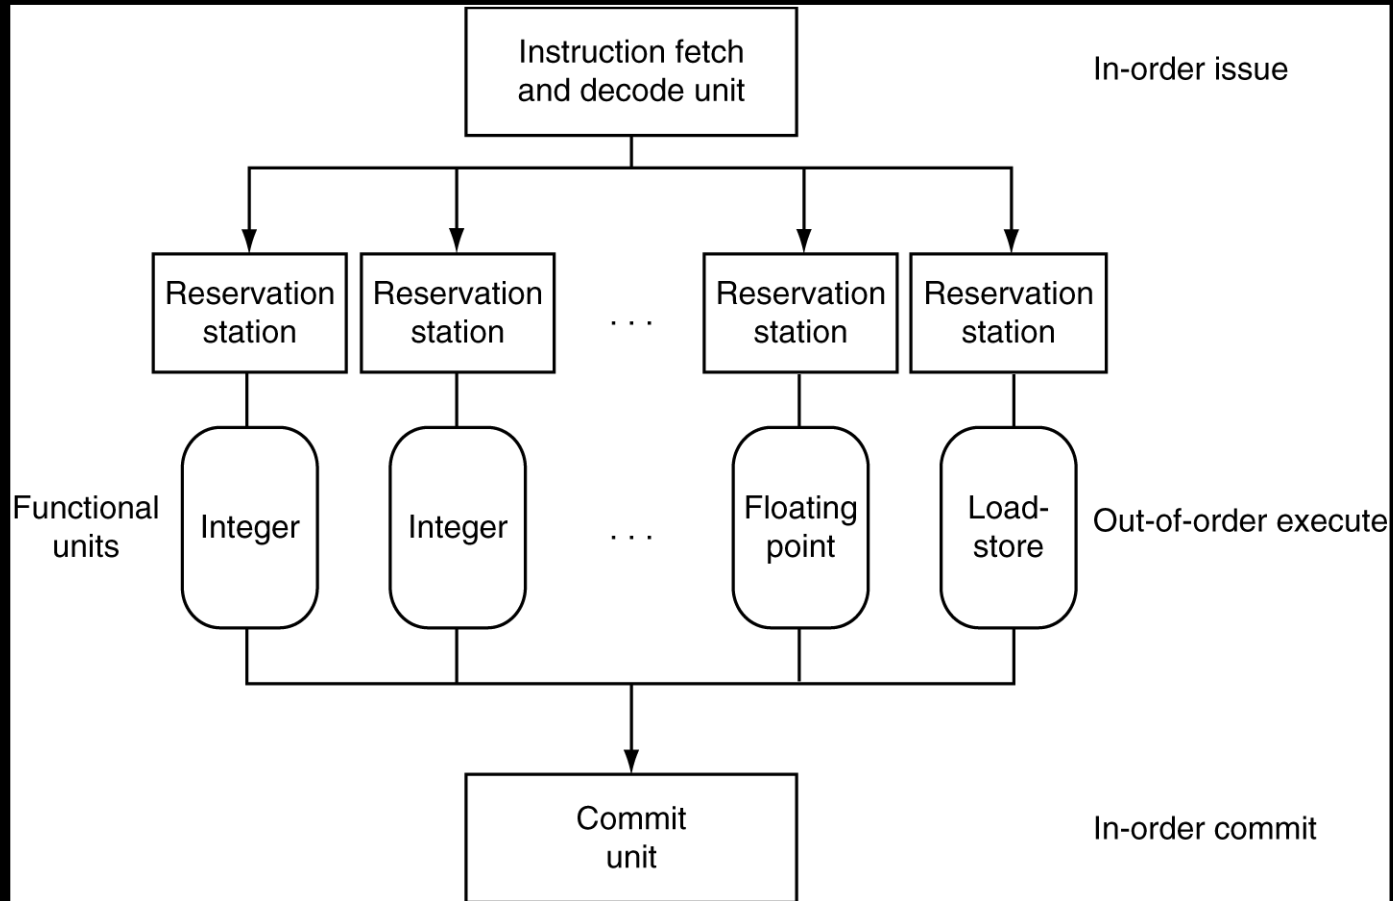 Instruction fetch
and decode unit
In-order issue
Reservation
station
Reservation
station
. . .
Reservation
station
Reservation
station
Functional
units
Integer
Integer
. . .
Floating
point
Load-
store
Out-of-order execute
Commit
unit
In-order commit